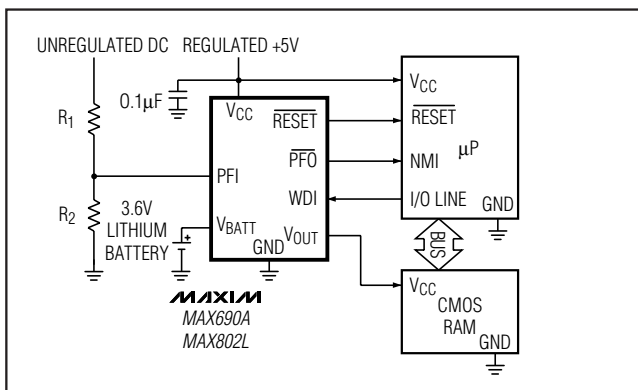 UNREGULATED DC REGULATED +5V
0.1μF
R1
R2
3.6V
LITHIUM
BATTERY
VCC
RESET
PFO
PFI
WDI
VBATT
VOUT
GND
MAXIM
MAX690A
MAX802L
VCC
RESET
NMI
μP
I/O LINE
GND
BUS
VCC
CMOS
RAM
GND